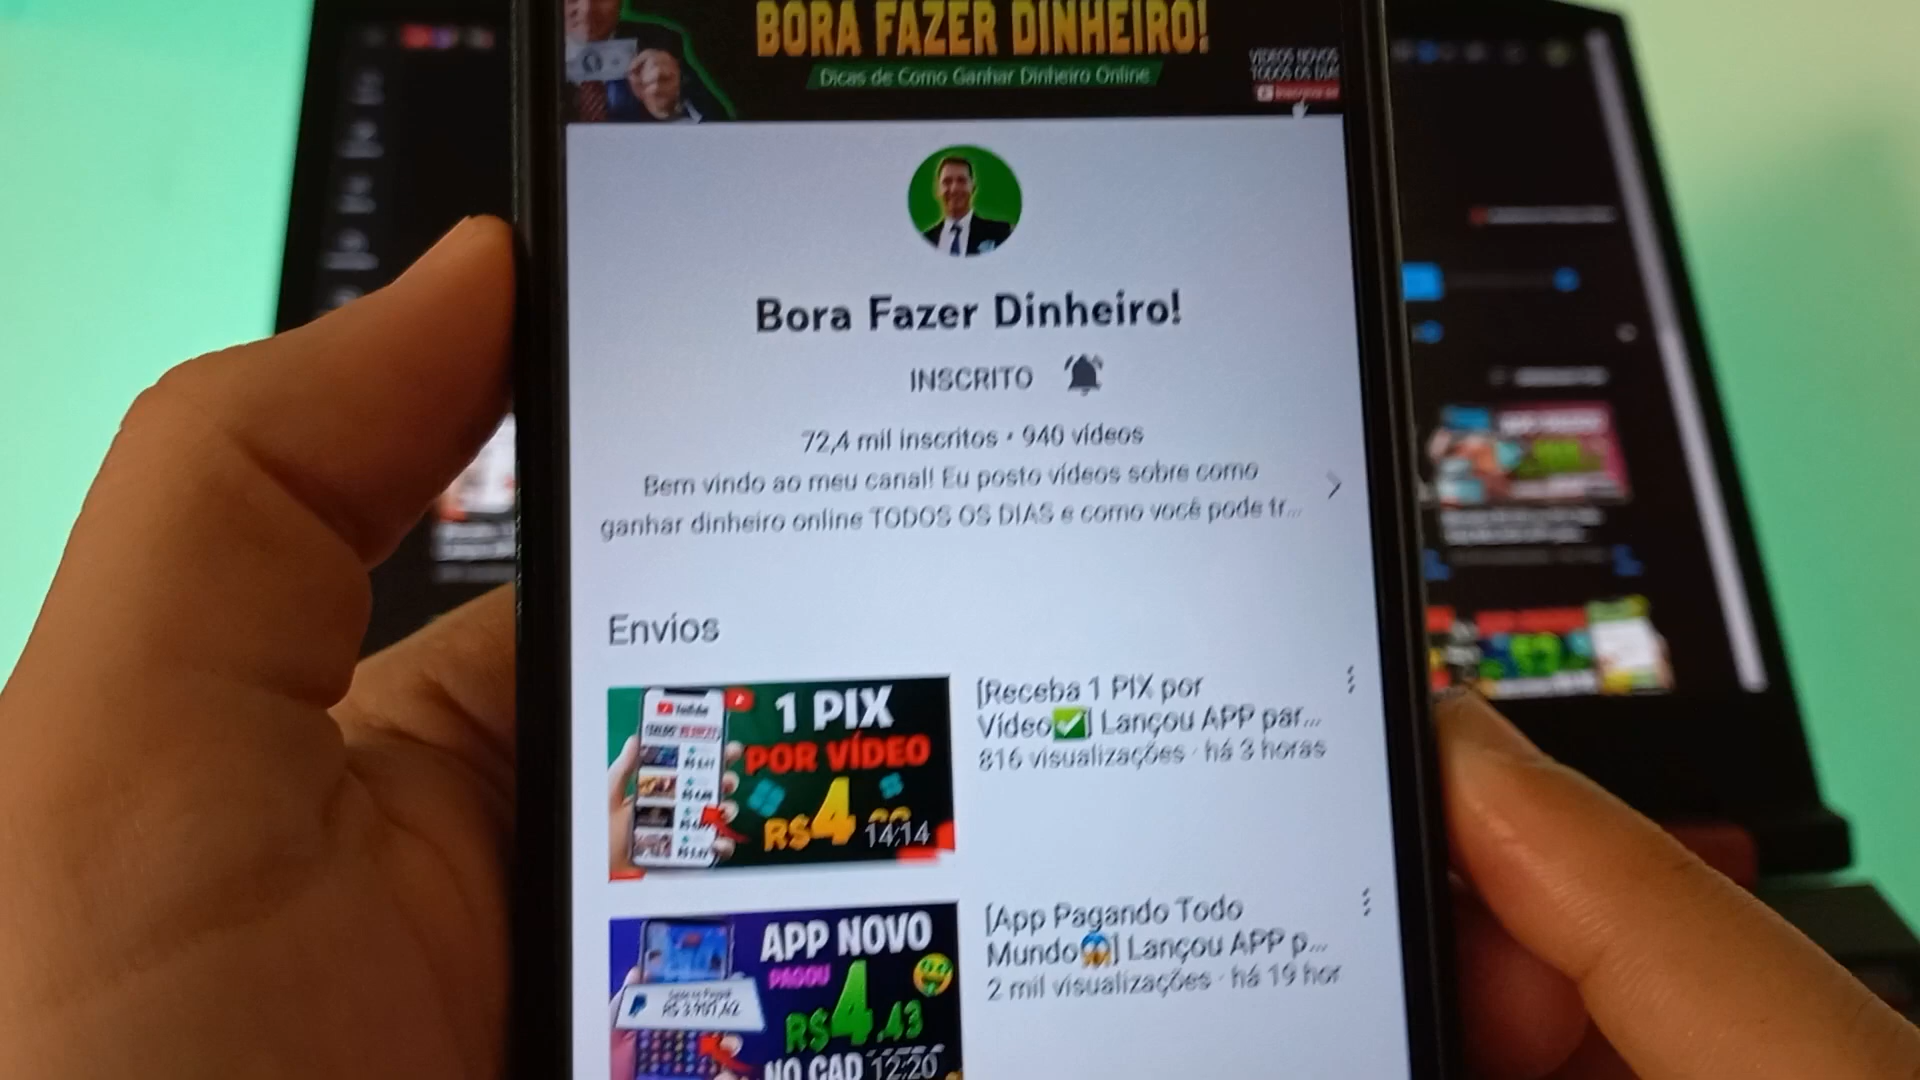 BORA FAZER DINHEIRO!
Dicas de Como Ganhar Dinheiro Online
VÍDEOS NOVOS
TODOS OS DIAS
Bora Fazer Dinheiro!
INSCRITO
72,4 mil inscritos • 940 vídeos
Bem vindo ao meu canal! Eu posto vídeos sobre como
ganhar dinheiro online TODOS OS DIAS e como você pode tr...
Envios
1 PIX
POR VÍDEO
R$4
14:14
YouTube
[Receba 1 PIX por
Vídeo✅] Lançou APP par...
816 visualizações · há 3 horas
APP NOVO
PAGOU
R$4,43
NO CAD
12:20
[App Pagando Todo
Mundo😱] Lançou APP p...
2 mil visualizações · há 19 hor